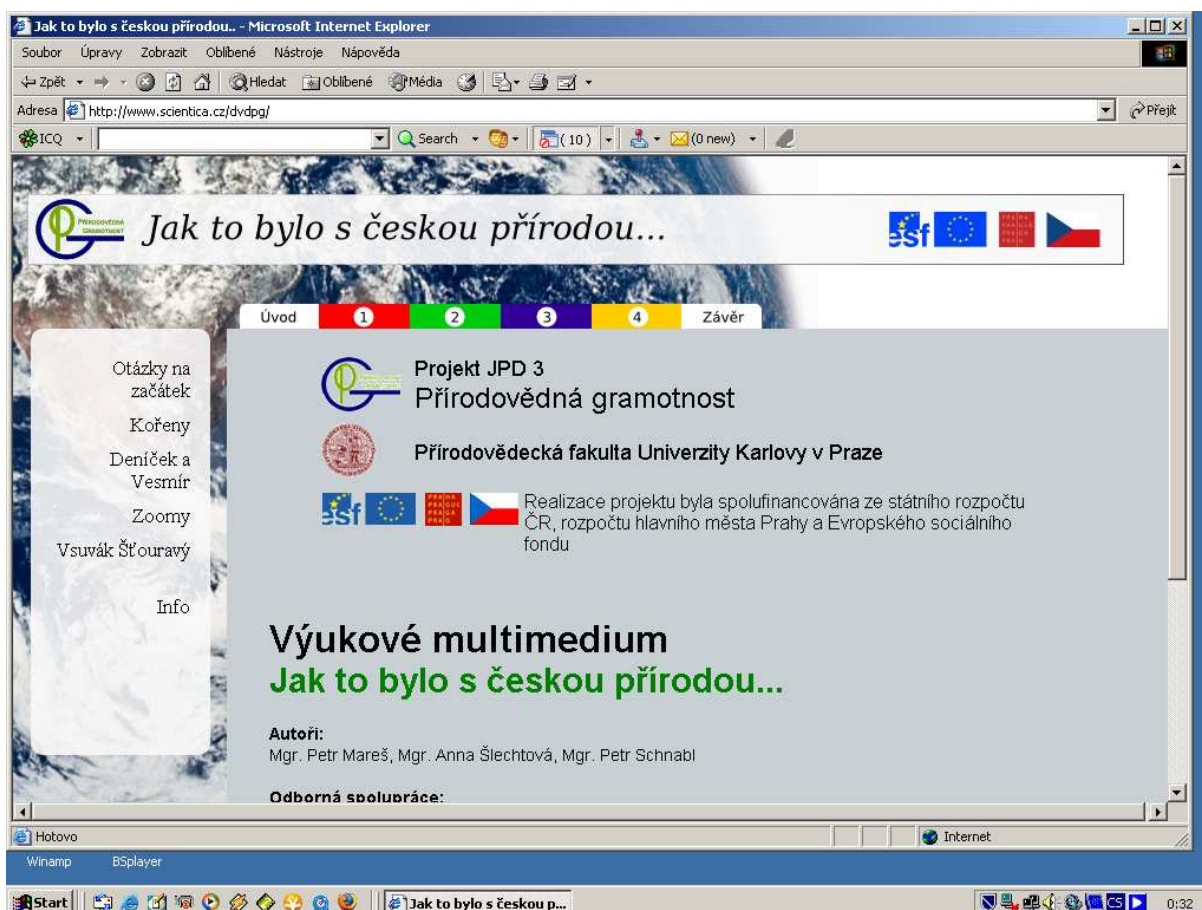 Jak to bylo s českou přírodou.. - Microsoft Internet Explorer
Soubor Úpravy Zobrazit Oblíbené Nástroje Nápověda
Zpět Hledat Oblíbené Média
Adresa http://www.scientica.cz/dvdpg/ Přejít
ICQ Search (10) (0 new)
PŘÍRODOVĚDNÁ
GRAMOTNOST
Jak to bylo s českou přírodou...
esf
Úvod 1 2 3 4 Závěr
Otázky na
začátek
Kořeny
Deníček a
Vesmír
Zoomy
Vsuvák Šťouravý
Info
Projekt JPD 3
Přírodovědná gramotnost
Přírodovědecká fakulta Univerzity Karlovy v Praze
esf
Realizace projektu byla spolufinancována ze státního rozpočtu
ČR, rozpočtu hlavního města Prahy a Evropského sociálního
fondu
Výukové multimedium
Jak to bylo s českou přírodou...
Autoři:
Mgr. Petr Mareš, Mgr. Anna Šlechtová, Mgr. Petr Schnabl
Odborná spolupráce:
Hotovo Internet
Winamp BSplayer
Start Jak to bylo s českou p... CS 0:32